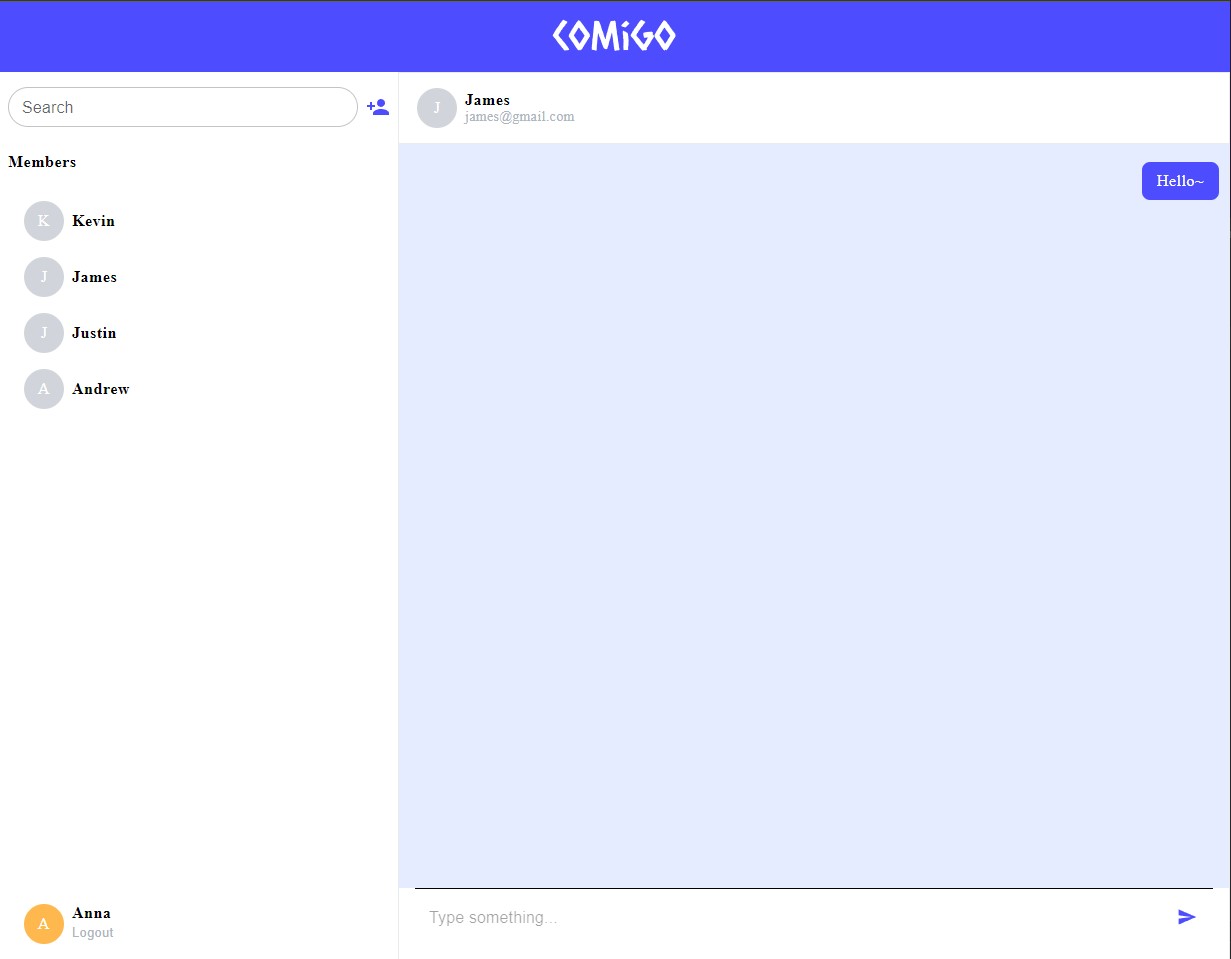 COMiGO
Search
Members
K Kevin
J James
J Justin
A Andrew
A Anna
Logout
J James
james@gmail.com
Hello~
Type something...